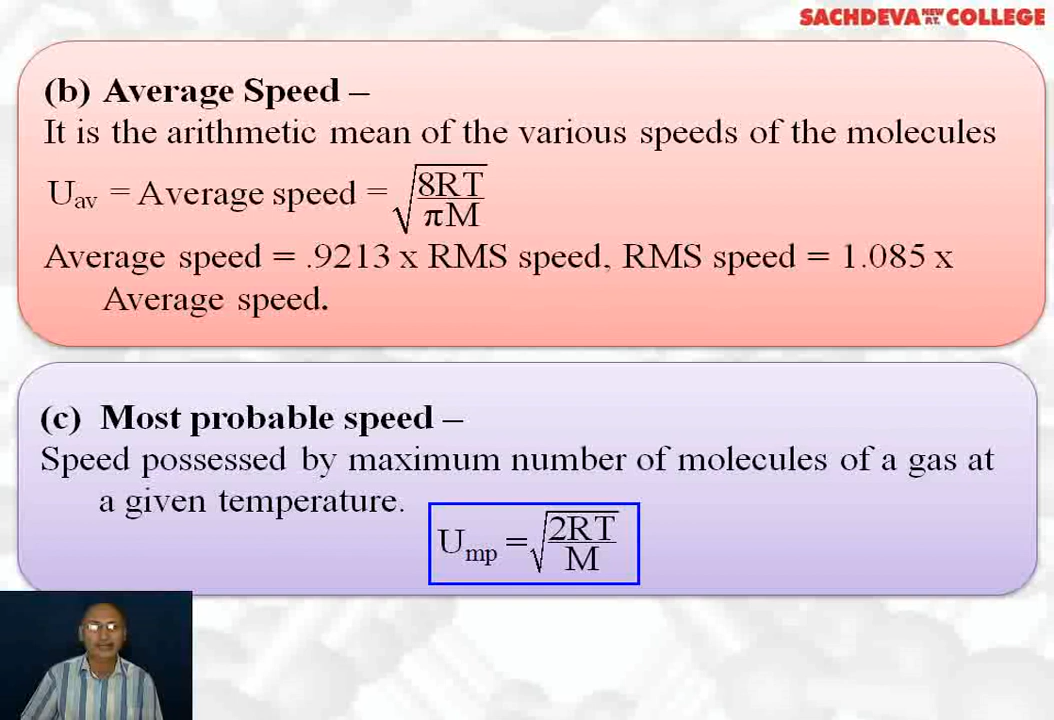 SACHDEVA NEW P.T. COLLEGE
(b) Average Speed –
It is the arithmetic mean of the various speeds of the molecules
U_av = Average speed = √(8RT/πM)
Average speed = .9213 x RMS speed, RMS speed = 1.085 x
Average speed.
(c) Most probable speed –
Speed possessed by maximum number of molecules of a gas at
a given temperature.
U_mp = √(2RT/M)